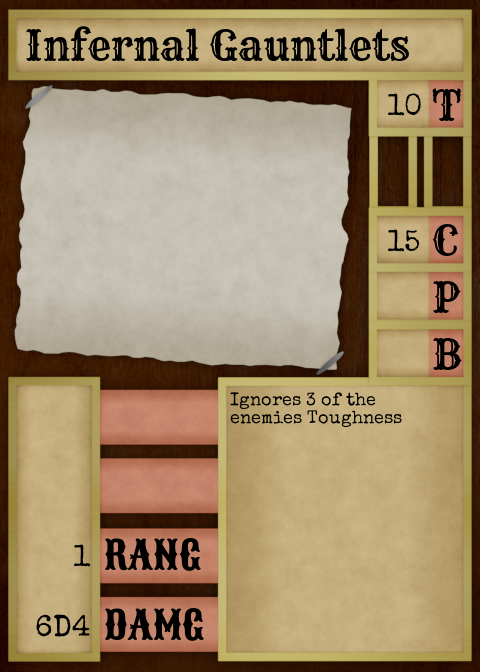 Infernal Gauntlets
10 T
15 C
P
B
Ignores 3 of the
enemies Toughness
1 RANG
6D4 DAMG